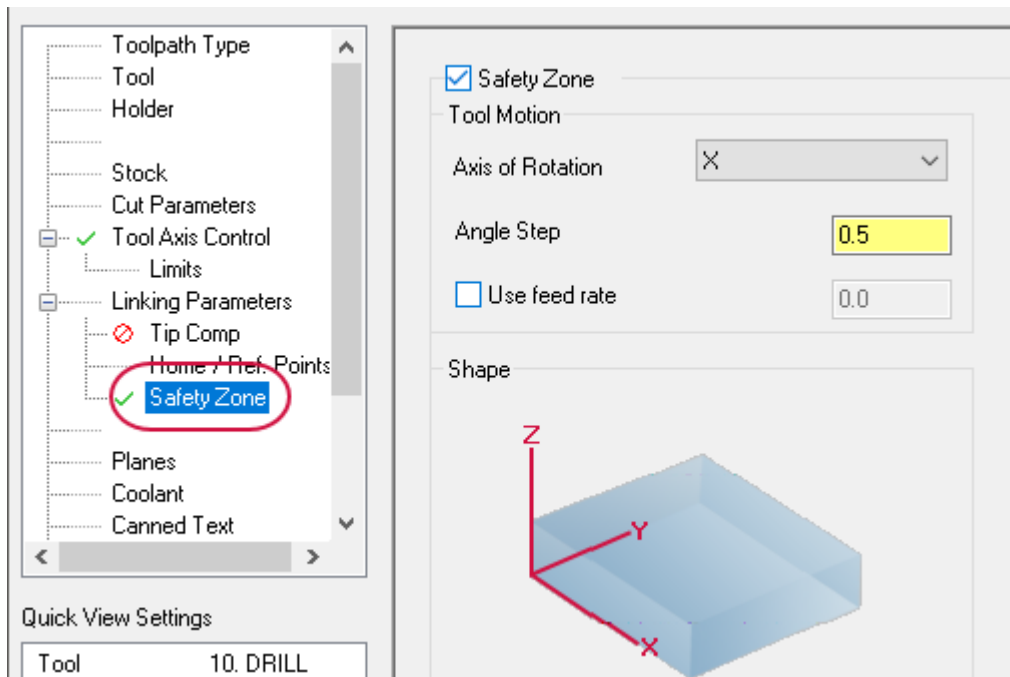 Toolpath Type
Tool
Holder
Stock
Cut Parameters
Tool Axis Control
Limits
Linking Parameters
Tip Comp
Home / Ref. Points
Safety Zone
Planes
Coolant
Canned Text
Quick View Settings
Tool 10. DRILL
Safety Zone
Tool Motion
Axis of Rotation X
Angle Step 0.5
Use feed rate 0.0
Shape
Z
Y
X